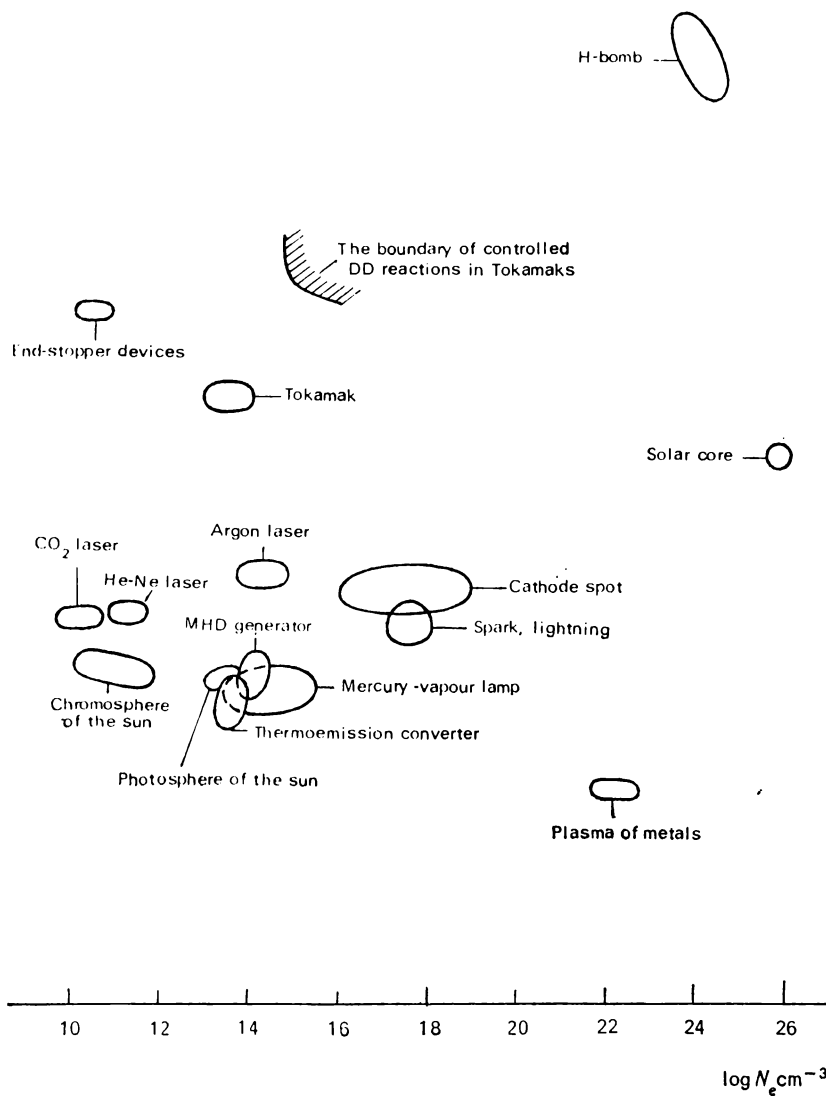 H-bomb
The boundary of controlled
DD reactions in Tokamaks
End-stopper devices
Tokamak
Solar core
Argon laser
CO₂ laser
He-Ne laser
Cathode spot
MHD generator
Spark, lightning
Mercury-vapour lamp
Chromosphere
of the sun
Thermoemission converter
Photosphere of the sun
Plasma of metals
10 12 14 16 18 20 22 24 26
log Nₑcm⁻³